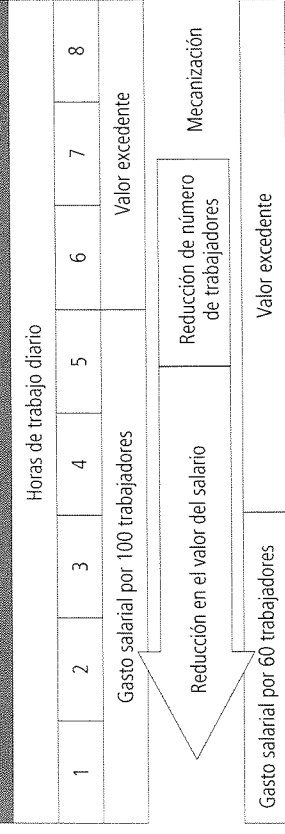 Horas de trabajo diario
1 2 3 4 5 6 7 8
Gasto salarial por 100 trabajadores Valor excedente
Reducción en el valor del salario
Reducción de número
de trabajadores
Mecanización
Gasto salarial por 60 trabajadores Valor excedente